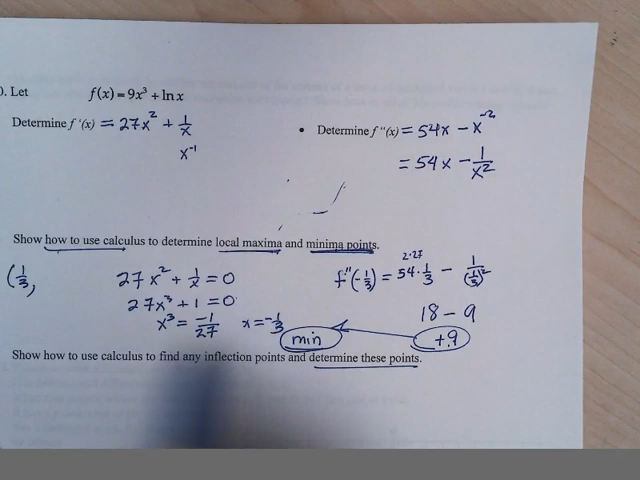 0. Let f(x) = 9x³ + ln x
Determine f '(x) = 27x² + 1/x
x⁻¹
• Determine f "(x) = 54x − x⁻²
= 54x − 1/x²
Show how to use calculus to determine local maxima and minima points.
(1/3,
27x² + 1/x = 0
27x³ + 1 = 0
x³ = −1/27 x = −1/3
2·27
f"(−1/3) = 54·1/3 − 1/(1/3)²
18 − 9
min +9
Show how to use calculus to find any inflection points and determine these points.